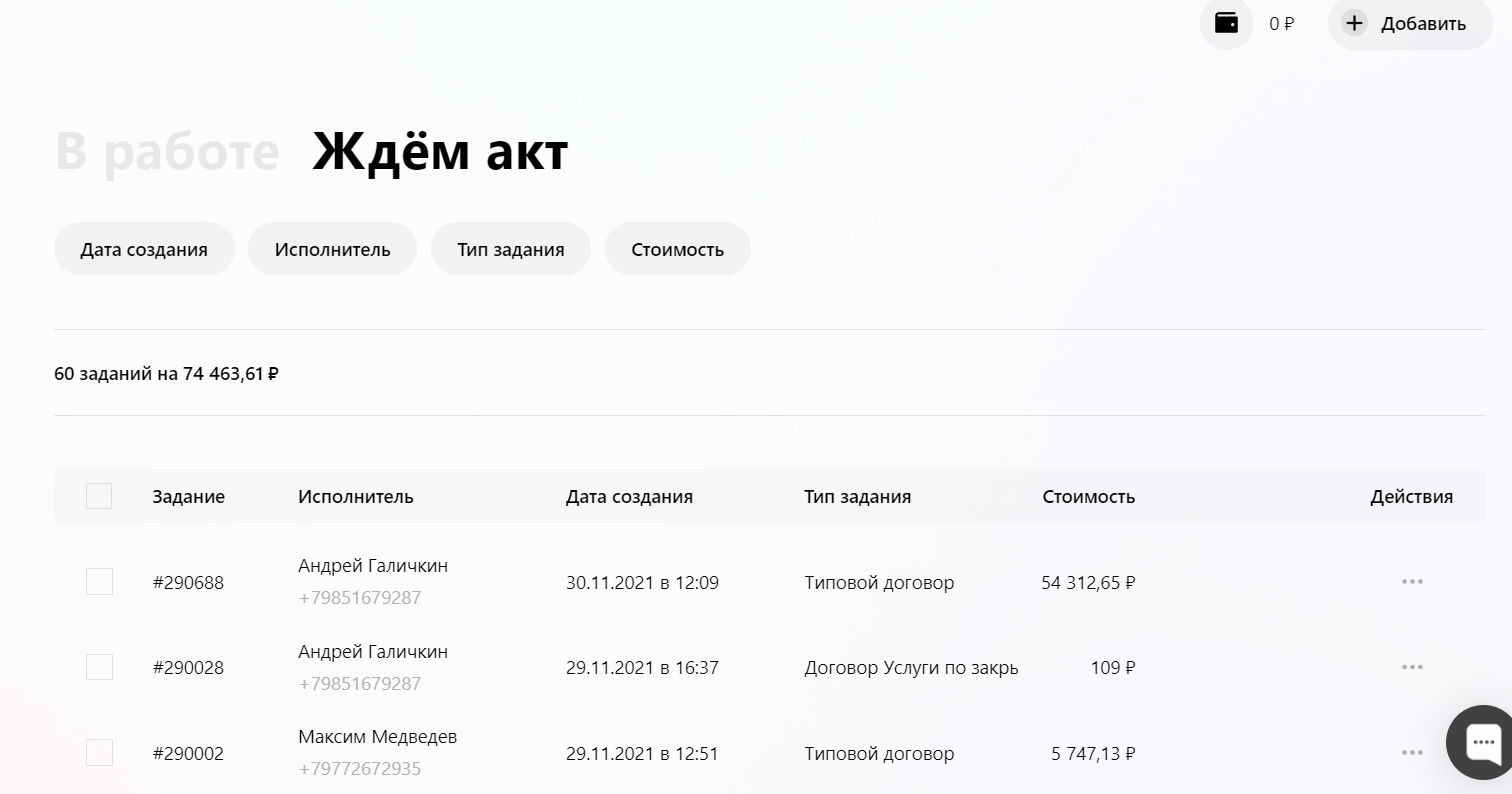 0 ₽ Добавить
В работе Ждём акт
Дата создания Исполнитель Тип задания Стоимость
60 заданий на 74 463,61 ₽
Задание Исполнитель Дата создания Тип задания Стоимость Действия
Андрей Галичкин
#290688 30.11.2021 в 12:09 Типовой договор 54 312,65 ₽
+79851679287
Андрей Галичкин
#290028 29.11.2021 в 16:37 Договор Услуги по закрь 109 ₽
+79851679287
Максим Медведев
#290002 29.11.2021 в 12:51 Типовой договор 5 747,13 ₽
+79772672935